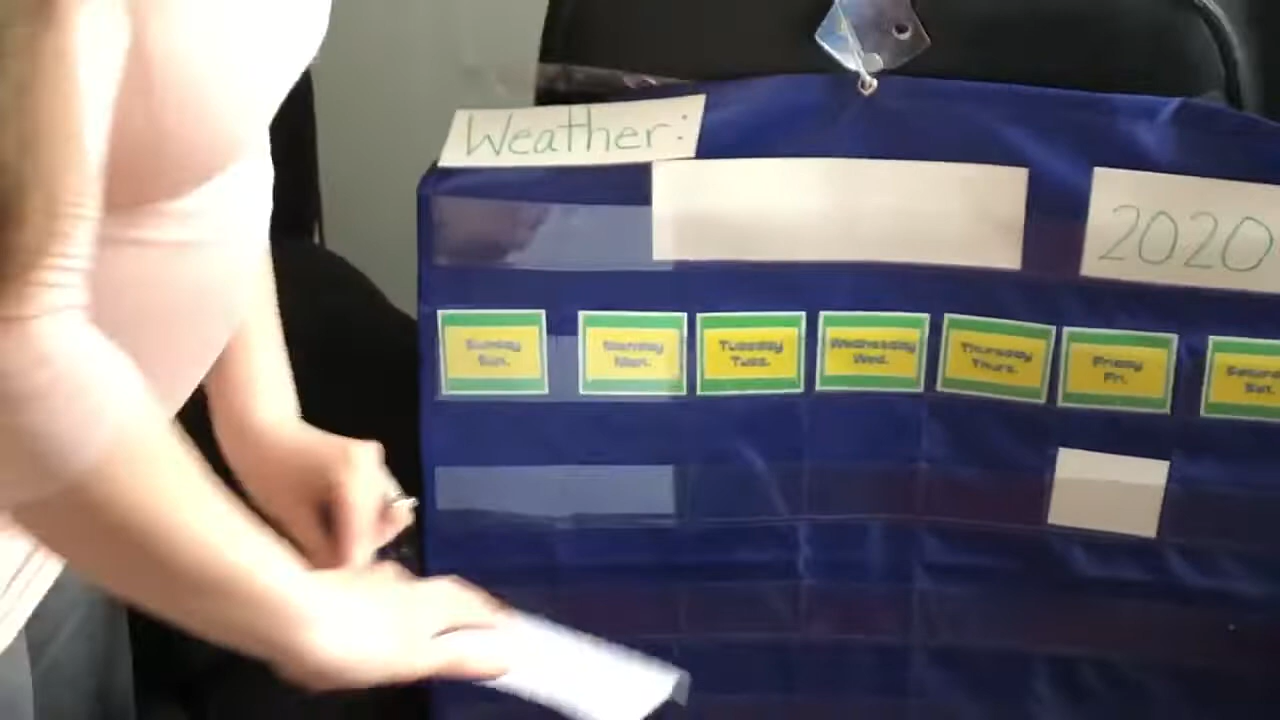 Weather:
2020
Sunday
Sun.
Monday
Mon.
Tuesday
Tues.
Wednesday
Wed.
Thursday
Thurs.
Friday
Fri.
Sat.